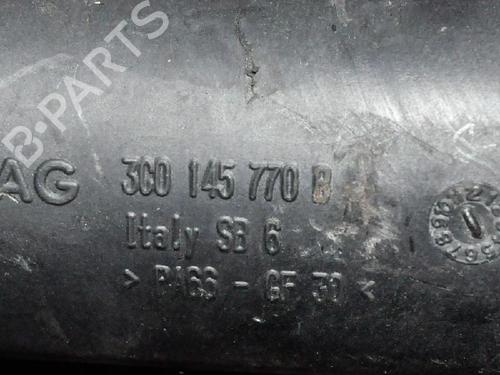 B-PARTS
AG 3C0 145 770 B
Italy SB 6
> PA66 - GF 30 <